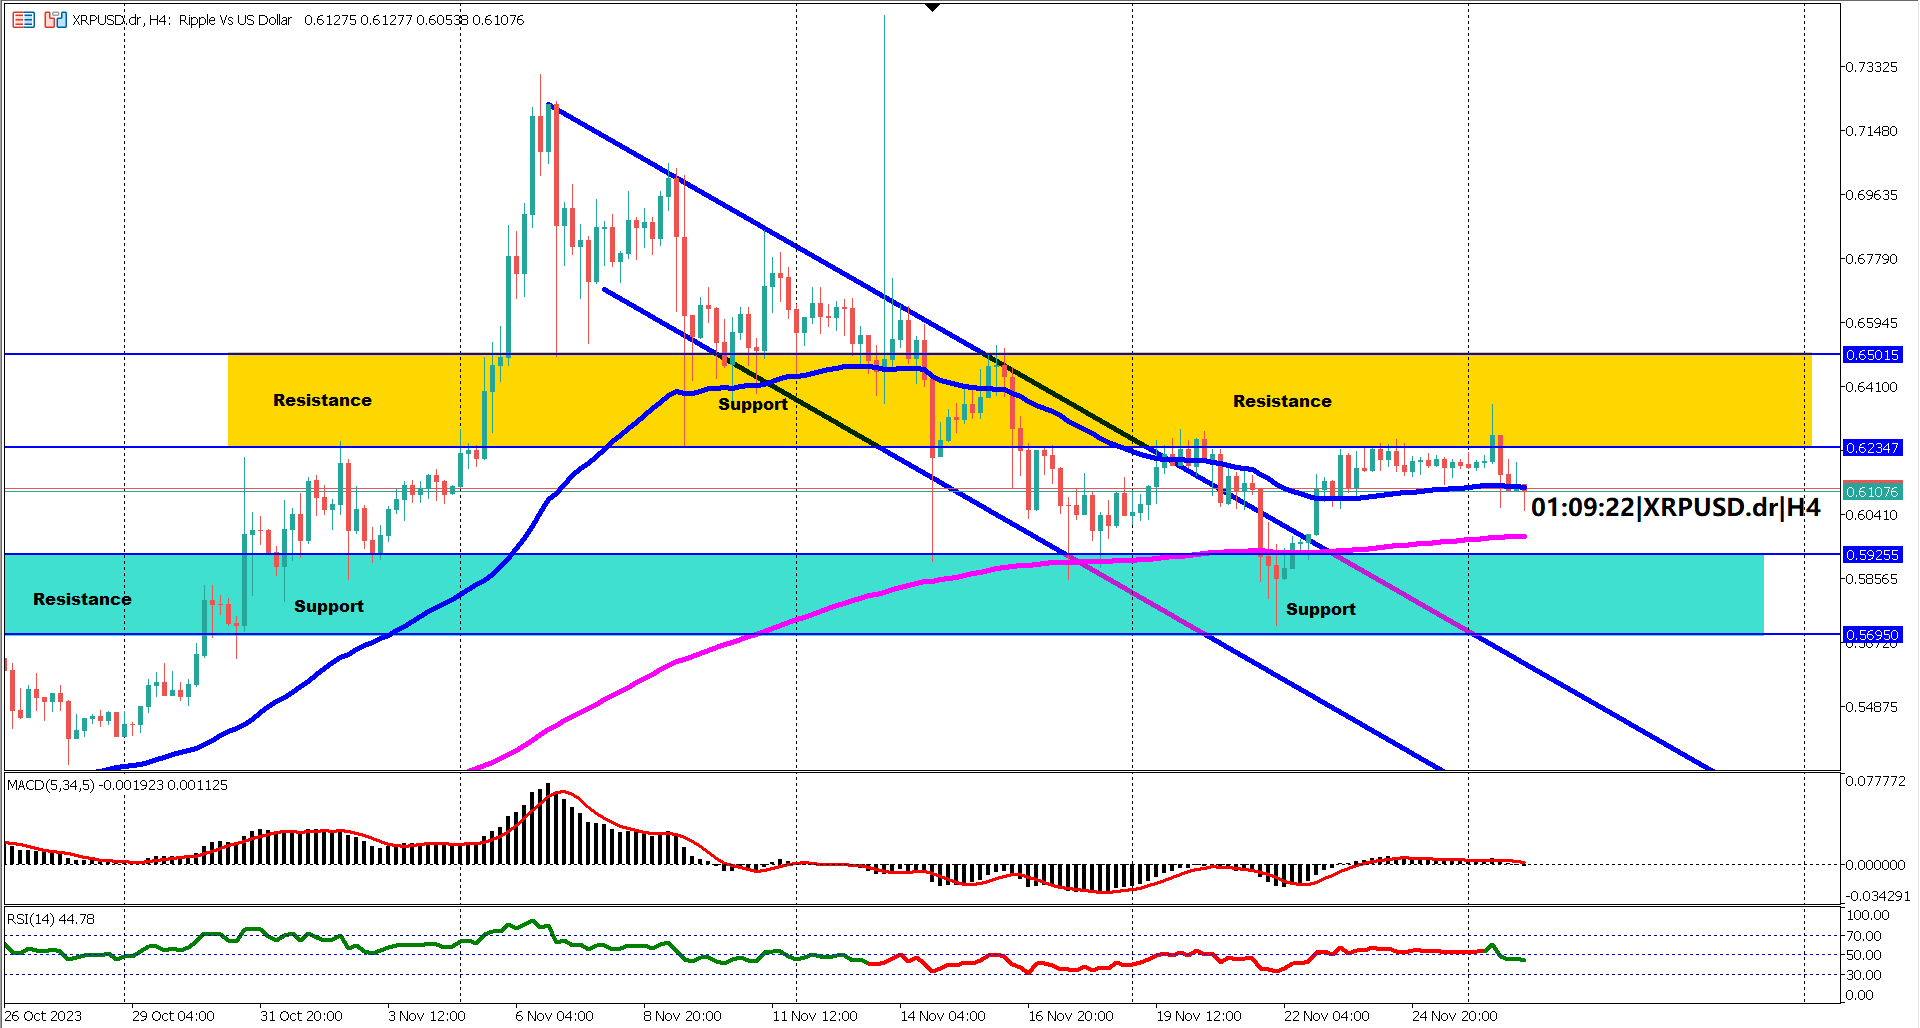 XRPUSD.dr, H4: Ripple Vs US Dollar 0.61275 0.61277 0.60538 0.61076
0.73325
0.71480
0.69635
0.67790
0.65945
0.65015
0.64100
Resistance
Support
Resistance
0.62347
0.61076
01:09:22|XRPUSD.dr|H4
0.60410
0.59255
0.58565
Resistance
Support
Support
0.56950
0.56720
0.54875
MACD(5,34,5) -0.001923 0.001125
0.077772
0.000000
-0.034291
RSI(14) 44.78
100.00
70.00
50.00
30.00
0.00
26 Oct 2023 29 Oct 04:00 31 Oct 20:00 3 Nov 12:00 6 Nov 04:00 8 Nov 20:00 11 Nov 12:00 14 Nov 04:00 16 Nov 20:00 19 Nov 12:00 22 Nov 04:00 24 Nov 20:00